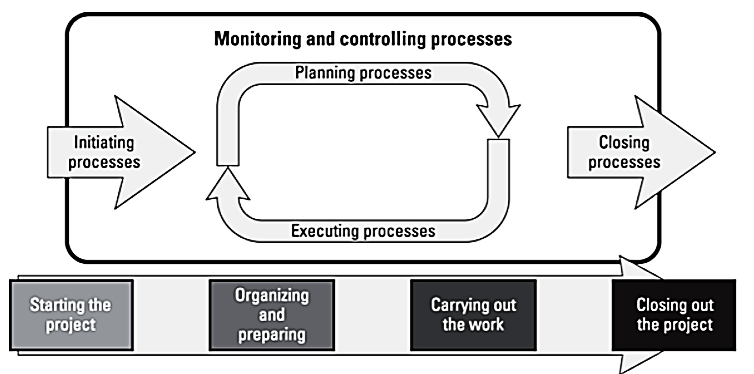 Monitoring and controlling processes
Planning processes
Initiating
processes
Closing
processes
Executing processes
Starting the
project
Organizing
and
preparing
Carrying out
the work
Closing out
the project